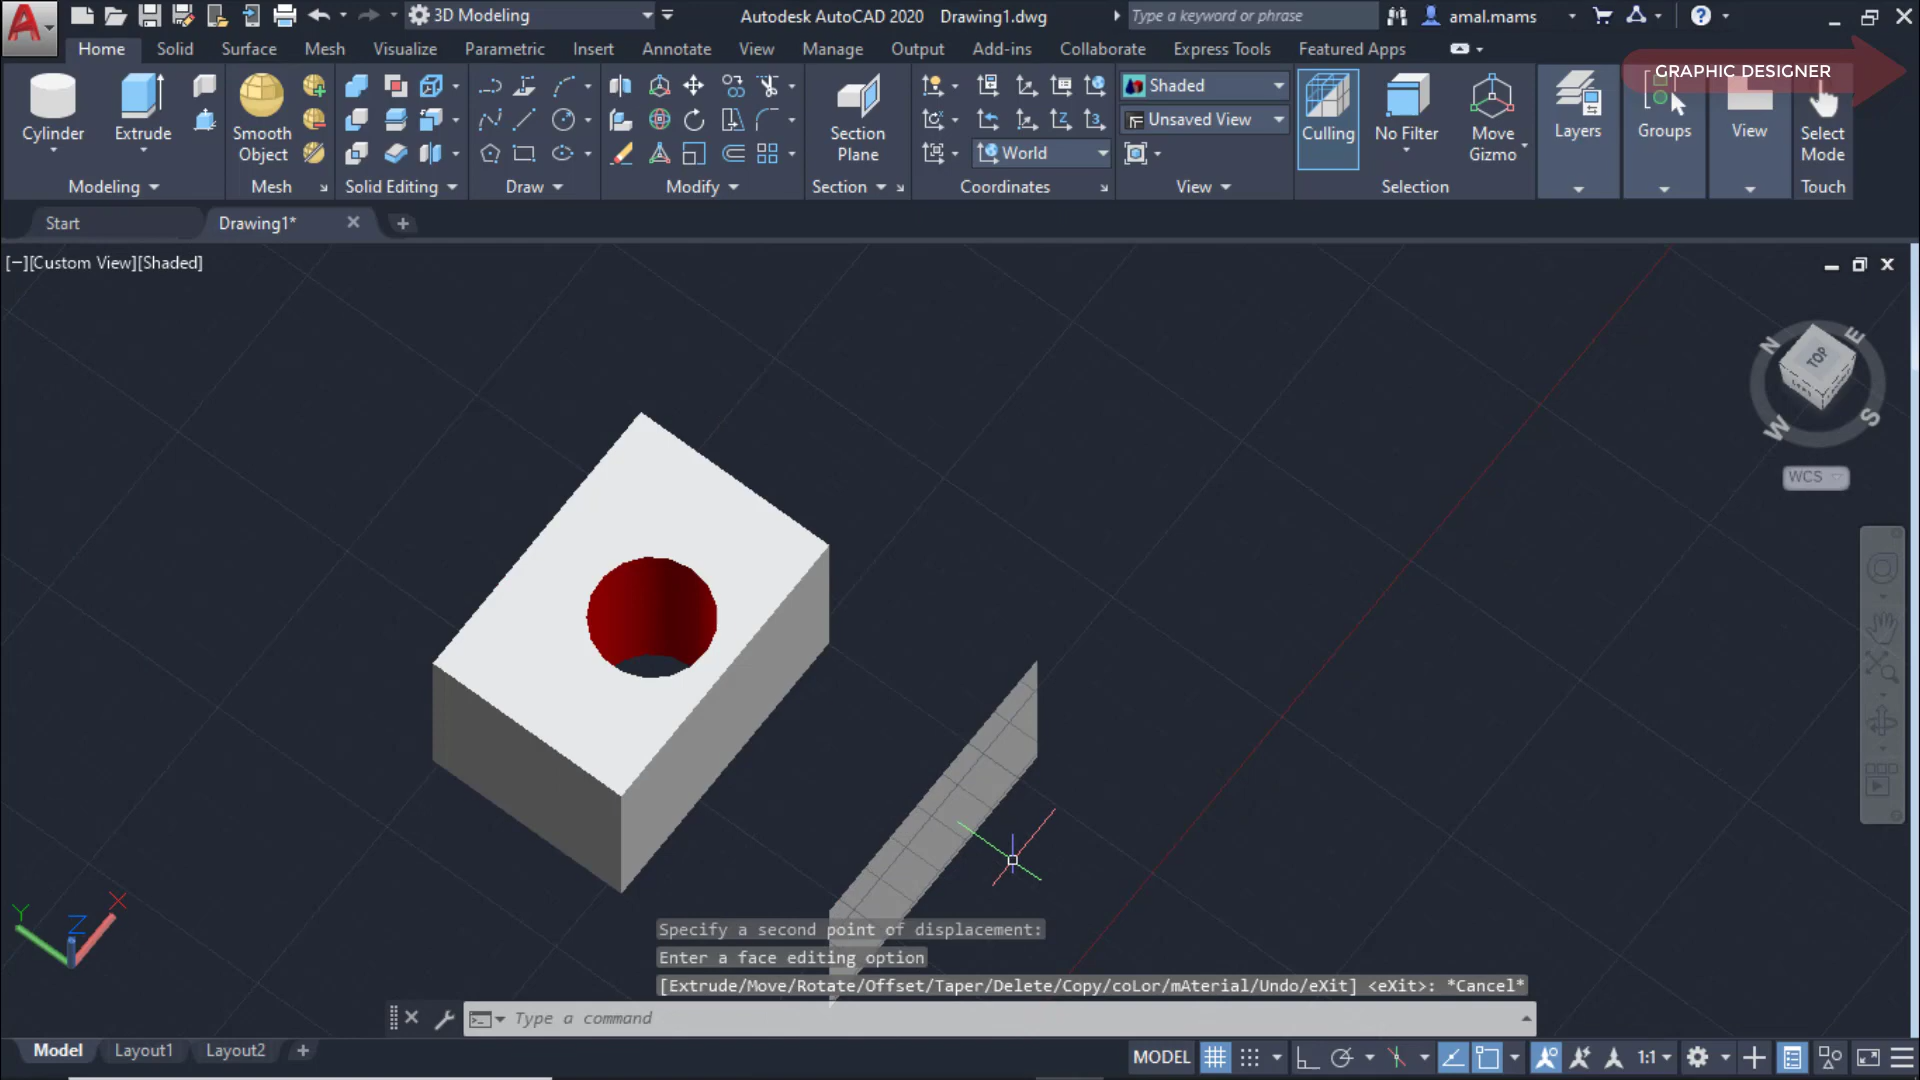 3D Modeling
Autodesk AutoCAD 2020 Drawing1.dwg
Type a keyword or phrase
amal.mams
Home Solid Surface Mesh Visualize Parametric Insert Annotate View Manage Output Add-ins Collaborate Express Tools Featured Apps
GRAPHIC DESIGNER
Cylinder
Extrude
Smooth
Object
Section
Plane
Shaded
Unsaved View
World
Culling
No Filter
Move
Gizmo
Layers
Groups
View
Select
Mode
Modeling
Mesh
Solid Editing
Draw
Modify
Section
Coordinates
View
Selection
Touch
Start
Drawing1*
[−][Custom View][Shaded]
N
E
TOP
W
S
WCS
Y
Z
X
Specify a second point of displacement:
Enter a face editing option
[Extrude/Move/Rotate/Offset/Taper/Delete/Copy/coLor/mAterial/Undo/eXit] <eXit>: *Cancel*
Type a command
Model Layout1 Layout2
MODEL
1:1